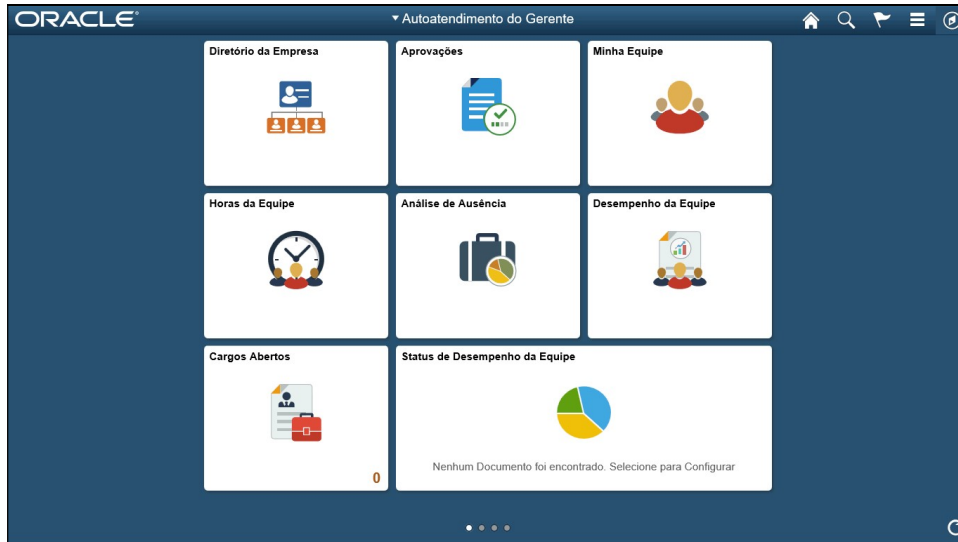 ORACLE
Autoatendimento do Gerente
Diretório da Empresa
Aprovações
Minha Equipe
Horas da Equipe
Análise de Ausência
Desempenho da Equipe
Cargos Abertos
0
Status de Desempenho da Equipe
Nenhum Documento foi encontrado. Selecione para Configurar